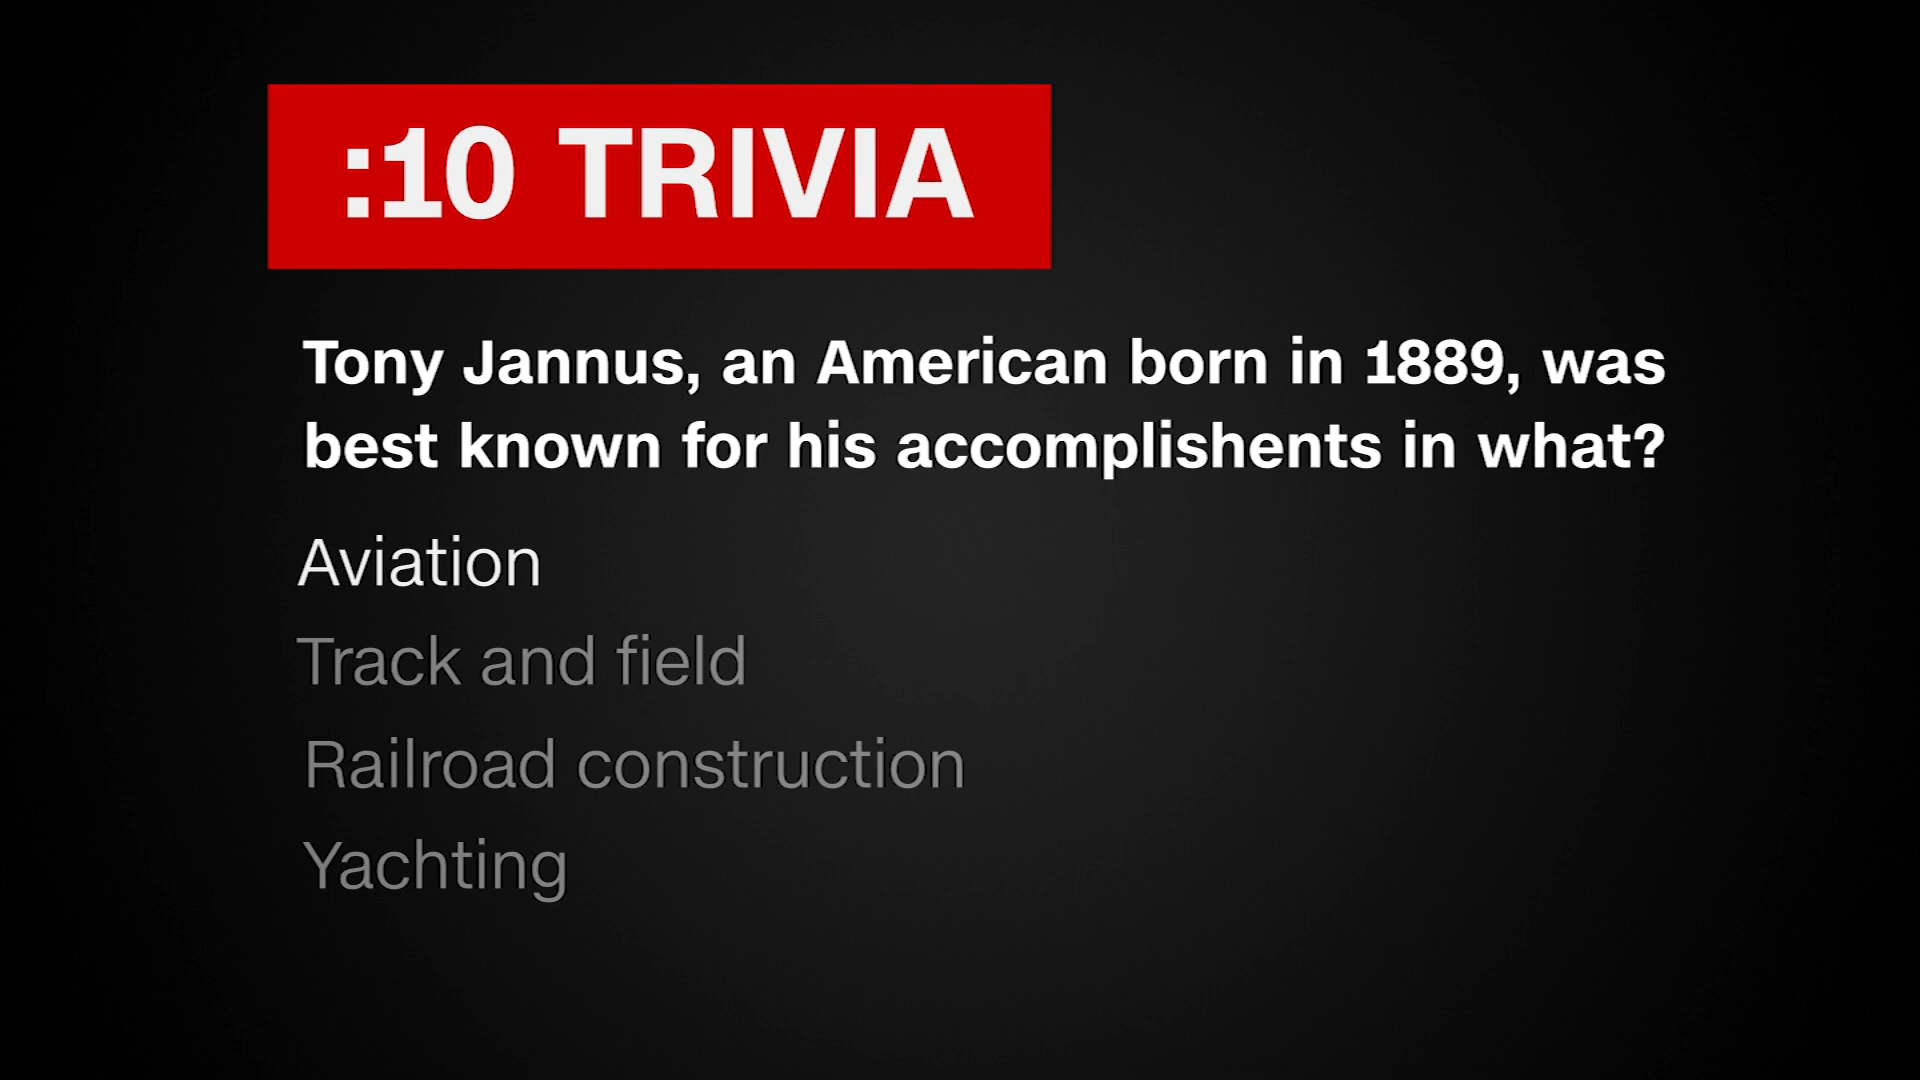 :10 TRIVIA
Tony Jannus, an American born in 1889, was
best known for his accomplishents in what?
Aviation
Track and field
Railroad construction
Yachting